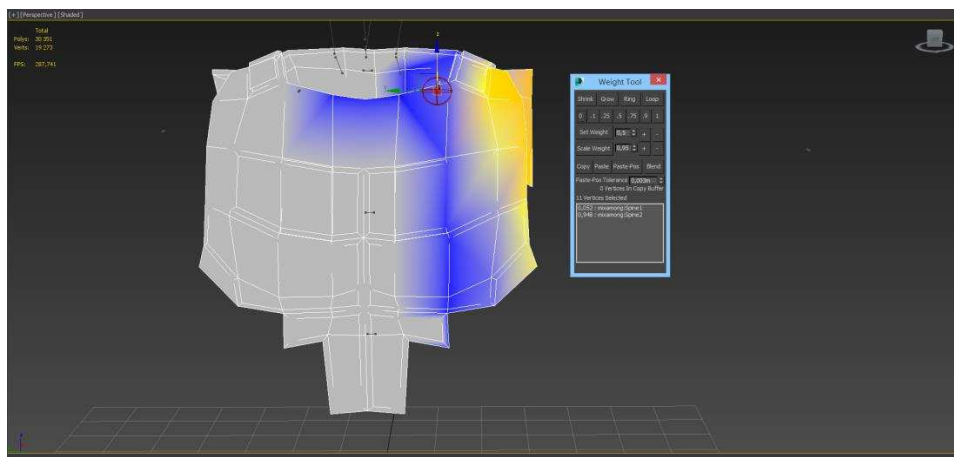 [+] [Perspective] [Shaded]
Total
Polys: 30 351
Verts: 19 273
FPS: 287,741
z
Weight Tool
Shrink Grow Ring Loop
0 .1 .25 .5 .75 .9 1
Set Weight 0,5 + -
Scale Weight 0,95 + -
Copy Paste Paste-Pos Blend
Paste-Pos Tolerance 0,003m
0 Vertices In Copy Buffer
11 Vertices Selected
0,052 : mixamorig:Spine1
0,948 : mixamorig:Spine2